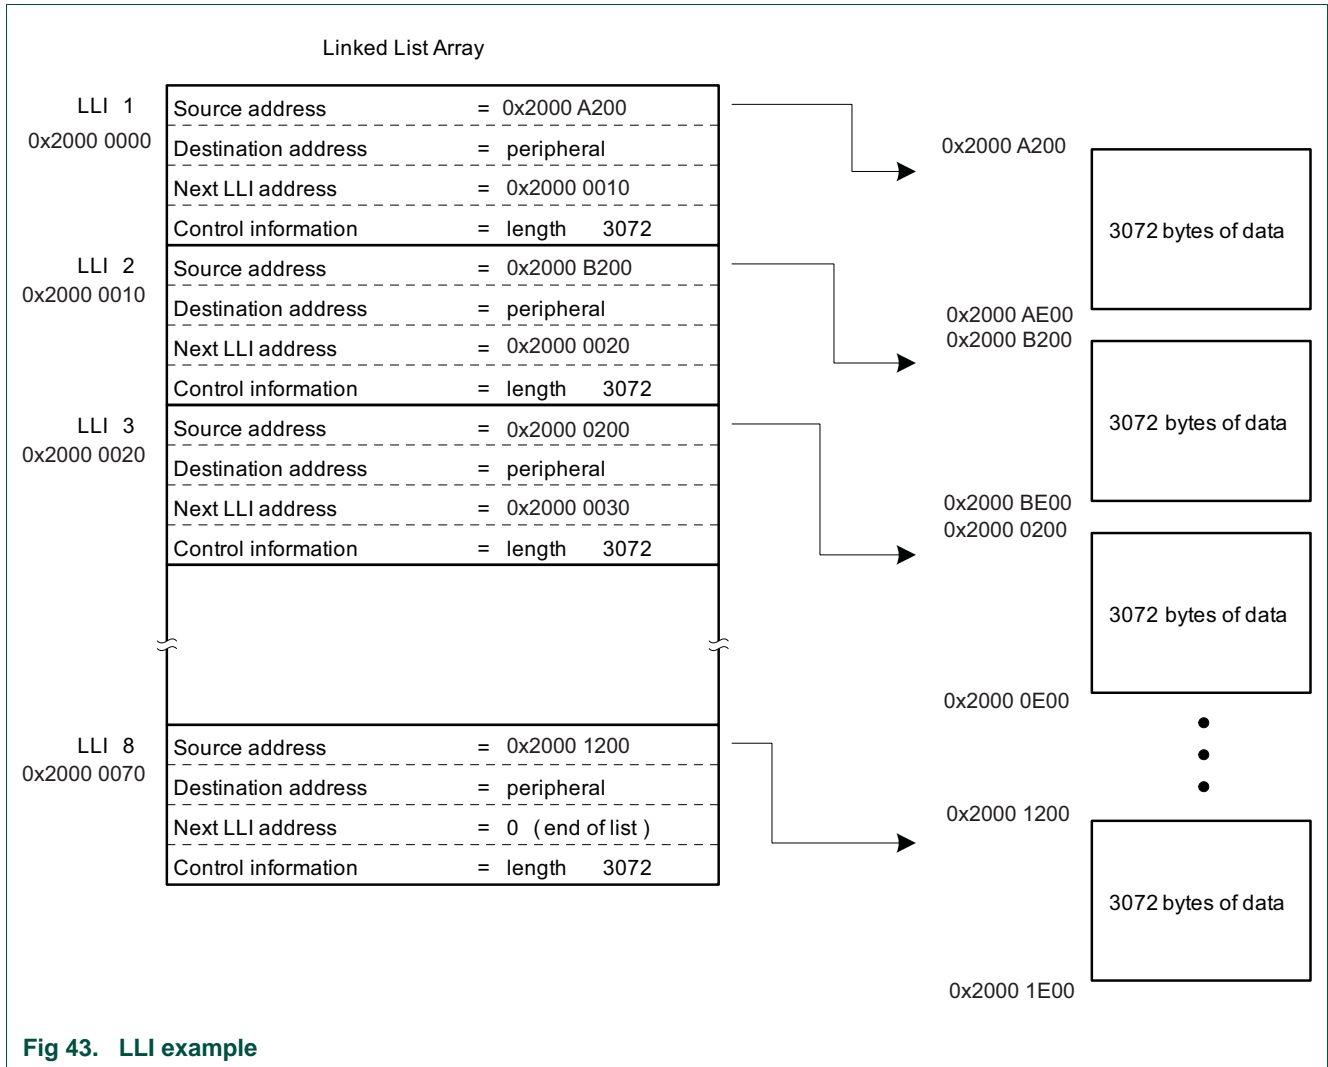 Linked List Array
LLI 1
0x2000 0000
Source address = 0x2000 A200
Destination address = peripheral
Next LLI address = 0x2000 0010
Control information = length 3072
LLI 2
0x2000 0010
Source address = 0x2000 B200
Destination address = peripheral
Next LLI address = 0x2000 0020
Control information = length 3072
LLI 3
0x2000 0020
Source address = 0x2000 0200
Destination address = peripheral
Next LLI address = 0x2000 0030
Control information = length 3072
LLI 8
0x2000 0070
Source address = 0x2000 1200
Destination address = peripheral
Next LLI address = 0 (end of list)
Control information = length 3072
0x2000 A200
3072 bytes of data
0x2000 AE00
0x2000 B200
3072 bytes of data
0x2000 BE00
0x2000 0200
3072 bytes of data
0x2000 0E00
0x2000 1200
3072 bytes of data
0x2000 1E00
Fig 43. LLI example